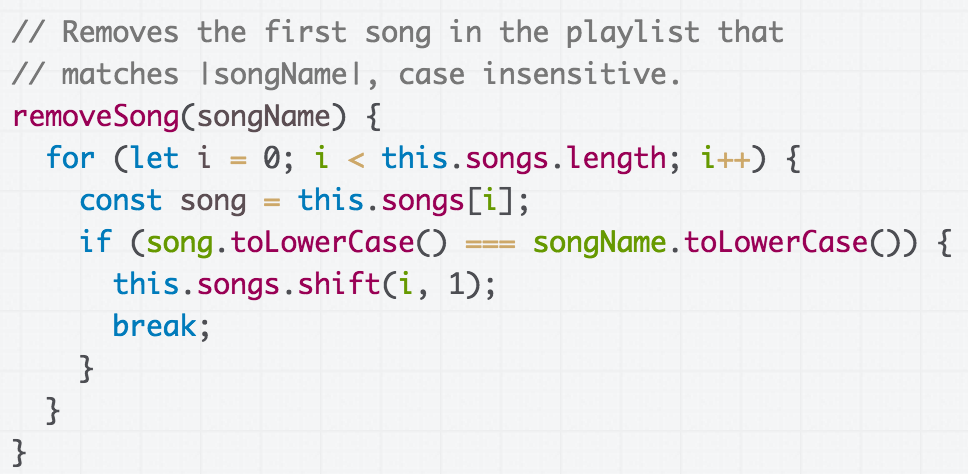 // Removes the first song in the playlist that
// matches |songName|, case insensitive.
removeSong(songName) {
  for (let i = 0; i < this.songs.length; i++) {
    const song = this.songs[i];
    if (song.toLowerCase() === songName.toLowerCase()) {
      this.songs.shift(i, 1);
      break;
    }
  }
}